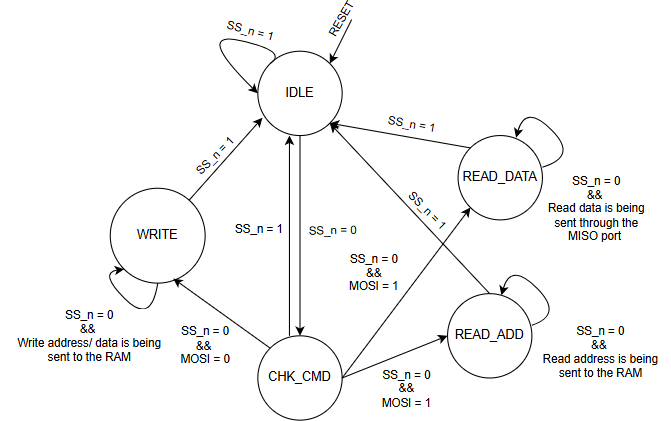 RESET
SS_n = 1
IDLE
SS_n = 1
SS_n = 1
READ_DATA
SS_n = 0
&&
Read data is being
sent through the
MISO port
SS_n = 1
WRITE
SS_n = 1
SS_n = 0
SS_n = 0
&&
MOSI = 1
SS_n = 0
&&
Write address/ data is being
sent to the RAM
SS_n = 0
&&
MOSI = 0
READ_ADD
SS_n = 0
&&
Read address is being
sent to the RAM
CHK_CMD
SS_n = 0
&&
MOSI = 1